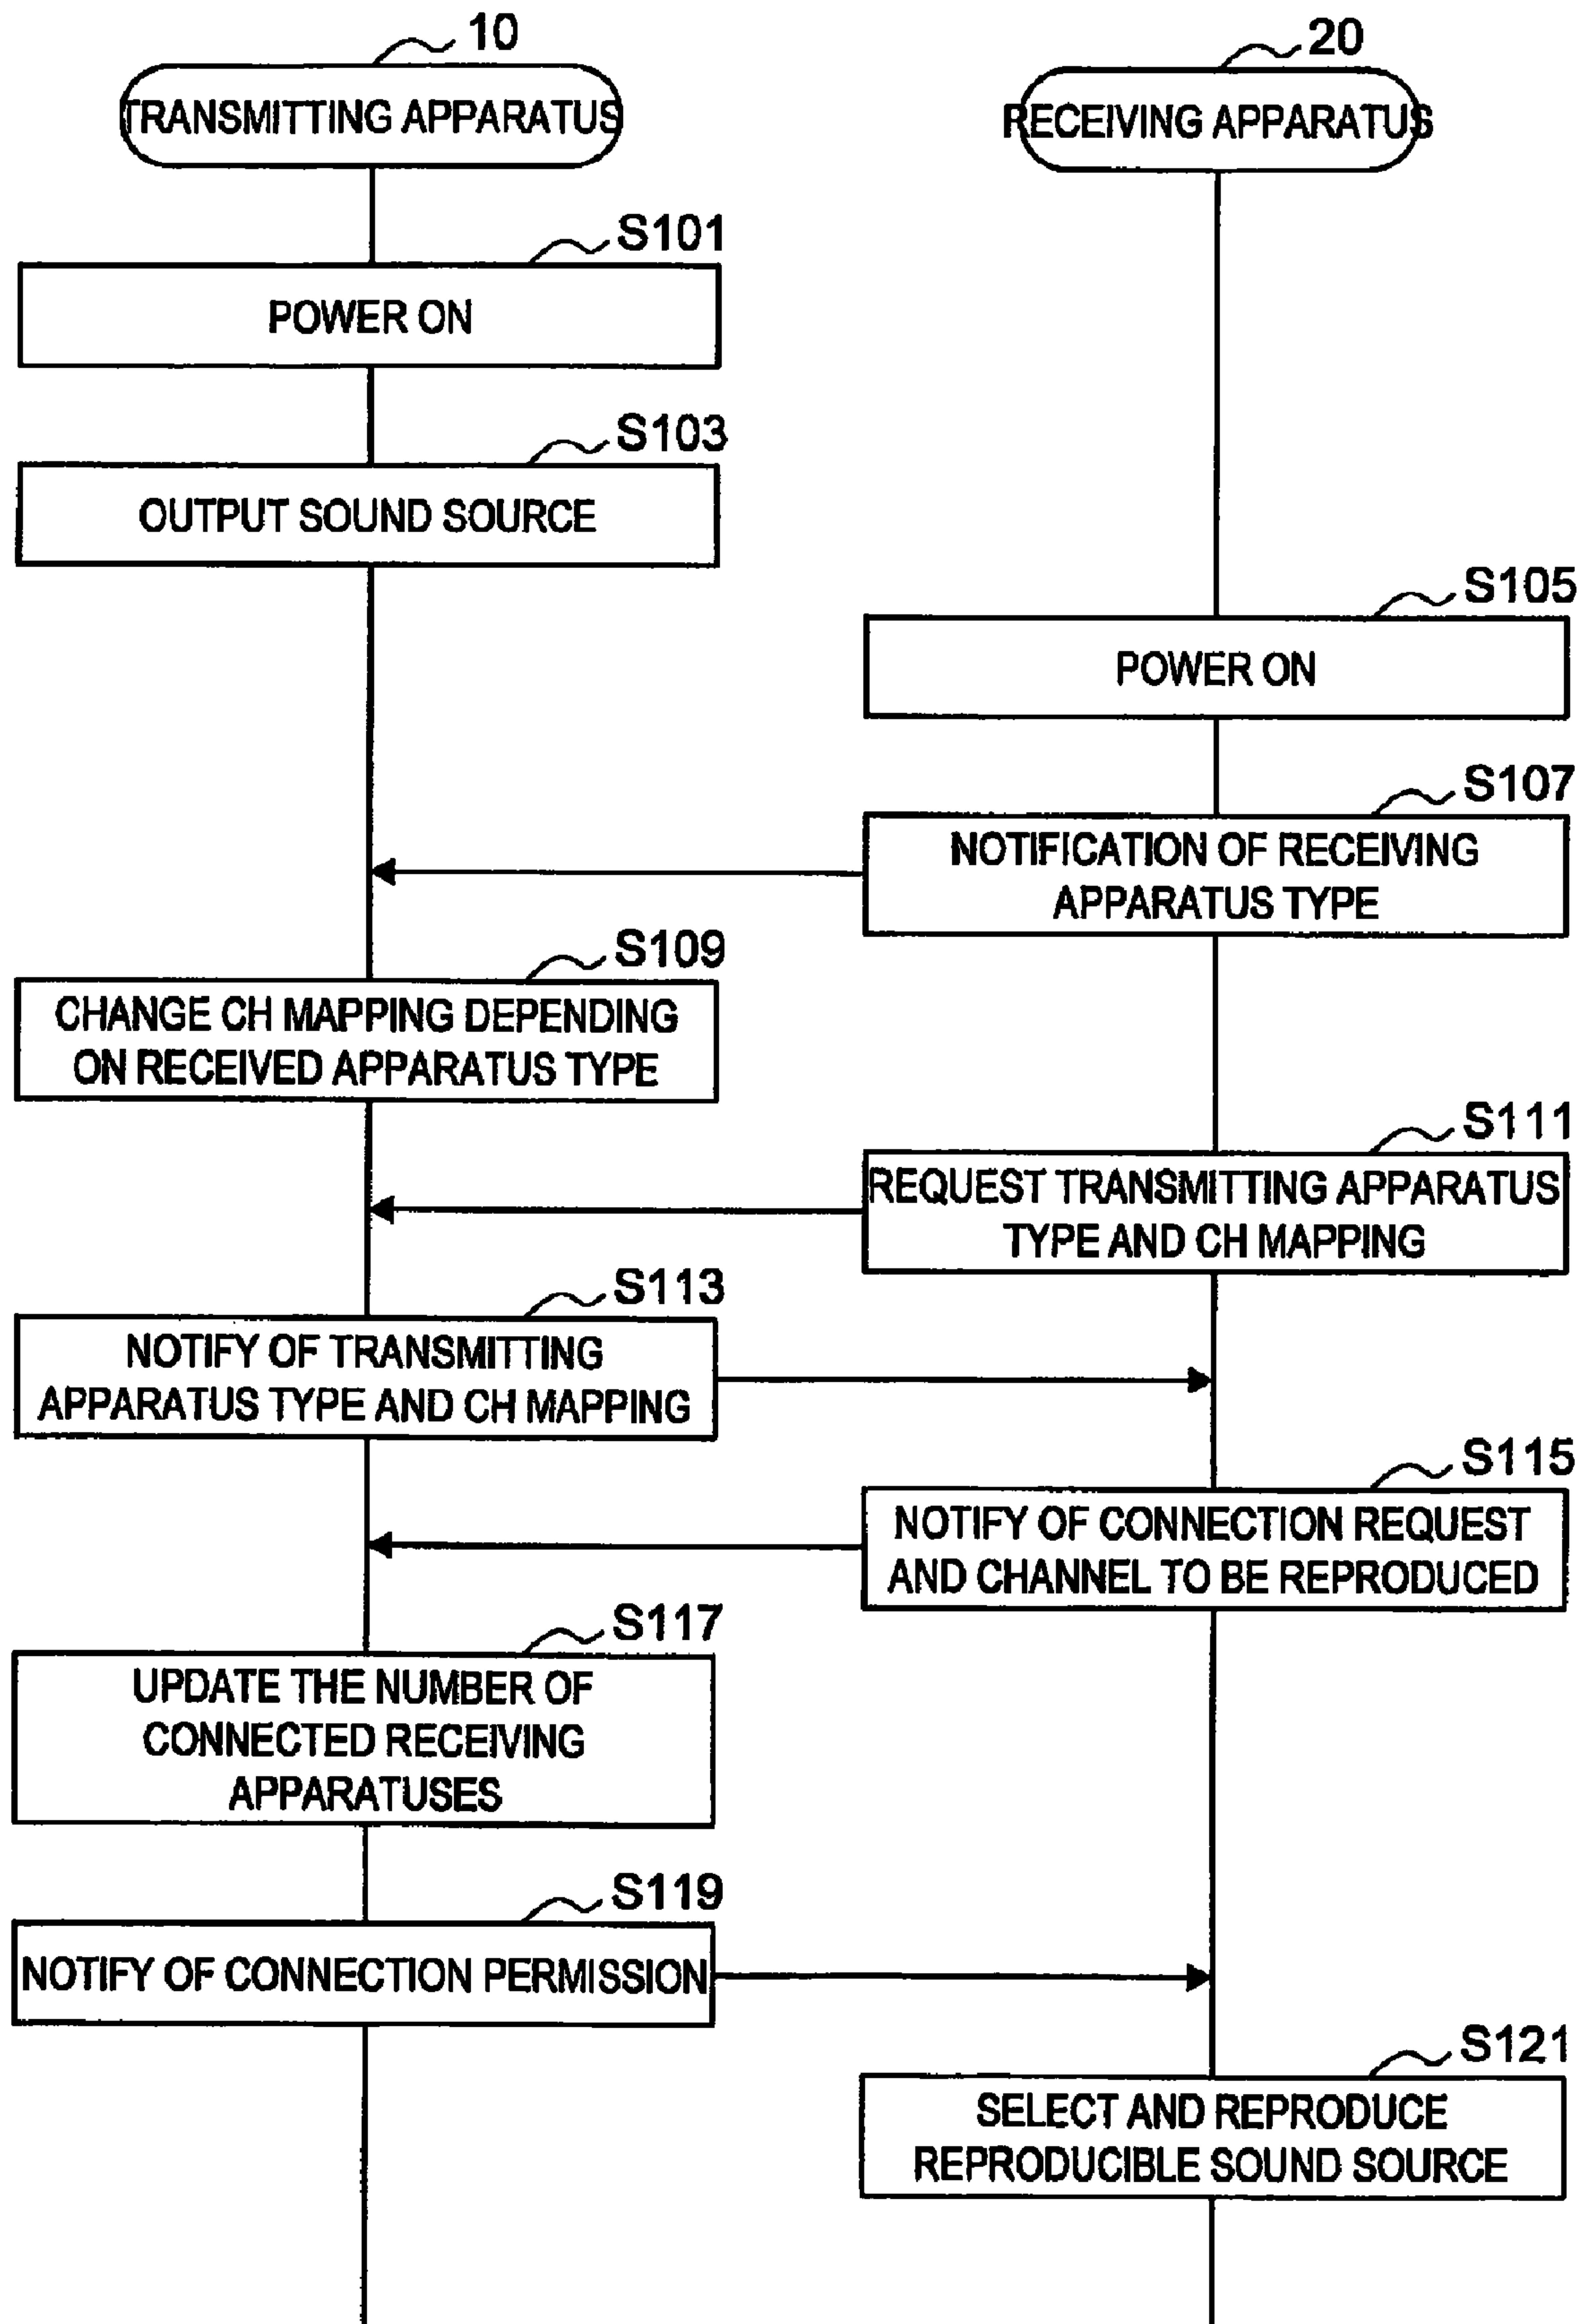 10
20
TRANSMITTING APPARATUS
RECEIVING APPARATUS
S101
POWER ON
S103
OUTPUT SOUND SOURCE
S105
POWER ON
S107
NOTIFICATION OF RECEIVING
APPARATUS TYPE
S109
CHANGE CH MAPPING DEPENDING
ON RECEIVED APPARATUS TYPE
S111
REQUEST TRANSMITTING APPARATUS
TYPE AND CH MAPPING
S113
NOTIFY OF TRANSMITTING
APPARATUS TYPE AND CH MAPPING
S115
NOTIFY OF CONNECTION REQUEST
AND CHANNEL TO BE REPRODUCED
S117
UPDATE THE NUMBER OF
CONNECTED RECEIVING
APPARATUSES
S119
NOTIFY OF CONNECTION PERMISSION
S121
SELECT AND REPRODUCE
REPRODUCIBLE SOUND SOURCE